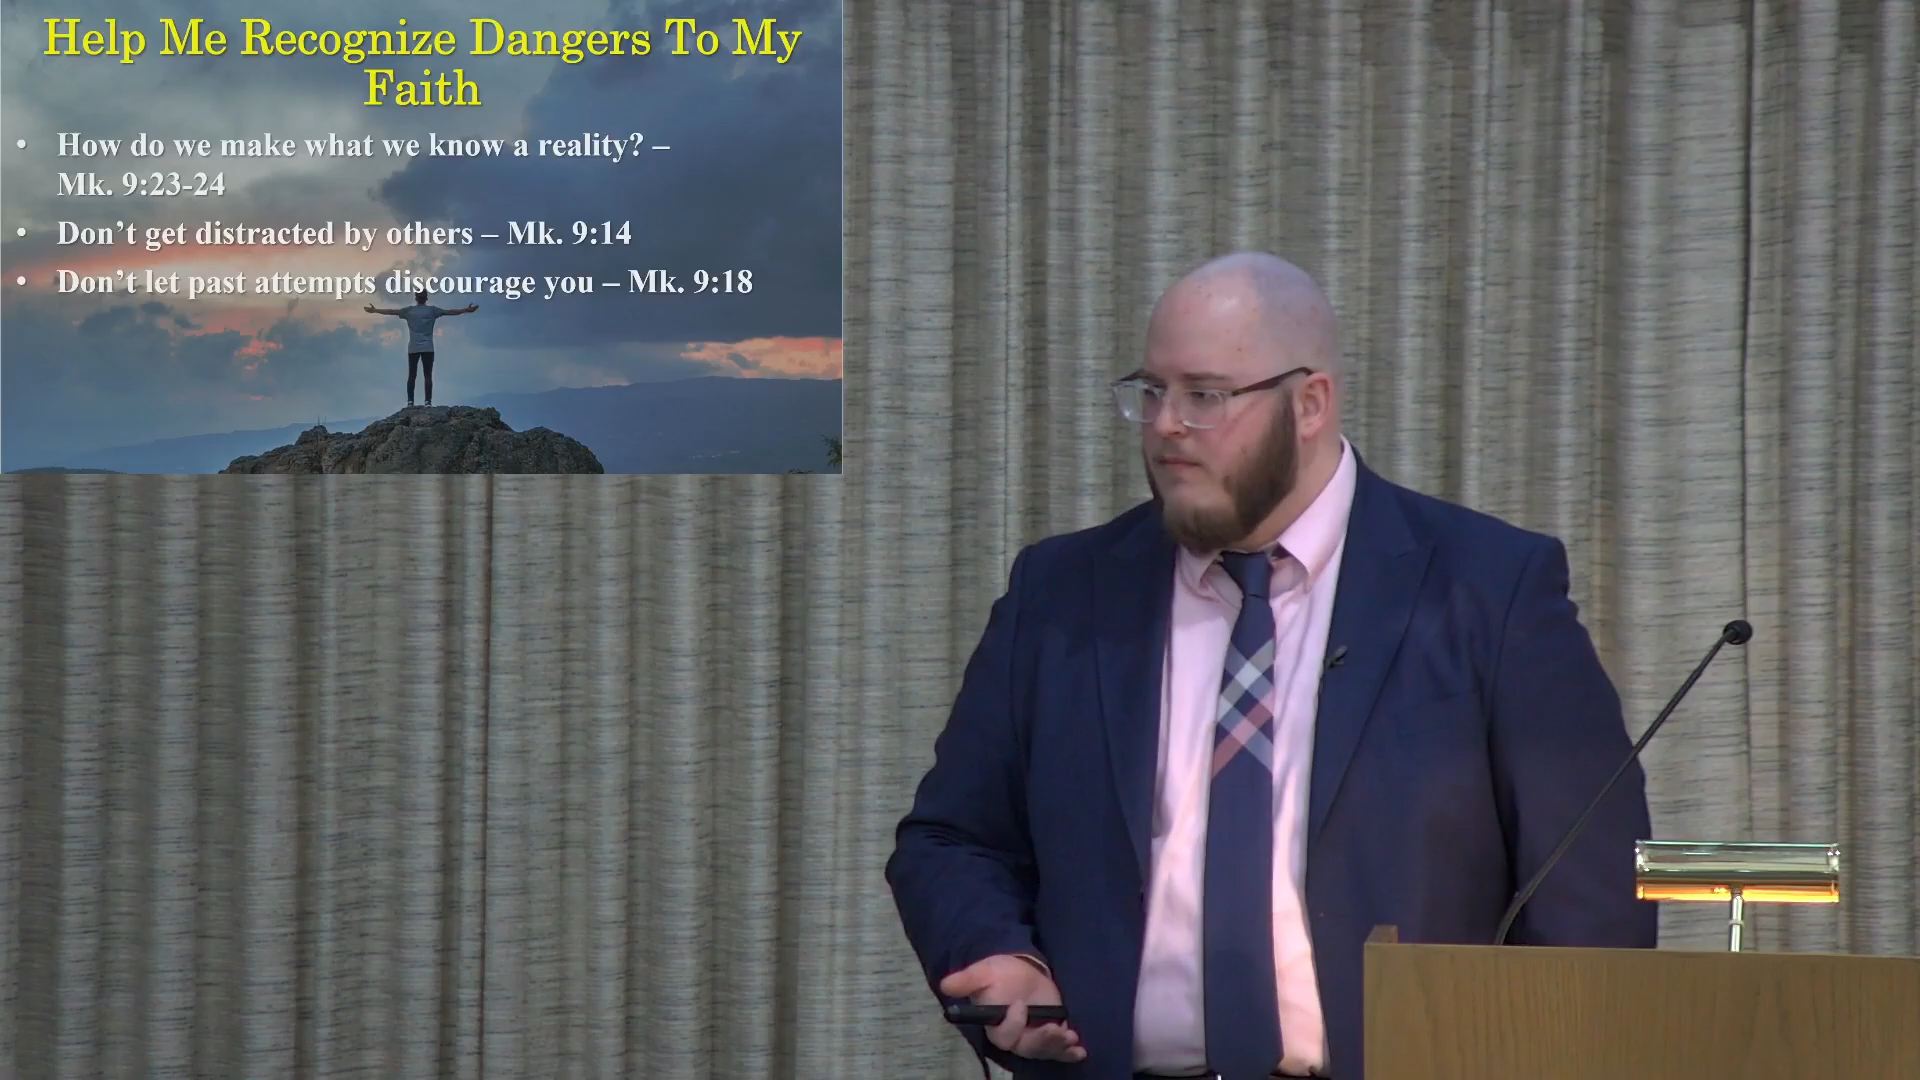 Help Me Recognize Dangers To My
Faith
• How do we make what we know a reality? –
Mk. 9:23-24
• Don’t get distracted by others – Mk. 9:14
• Don’t let past attempts discourage you – Mk. 9:18